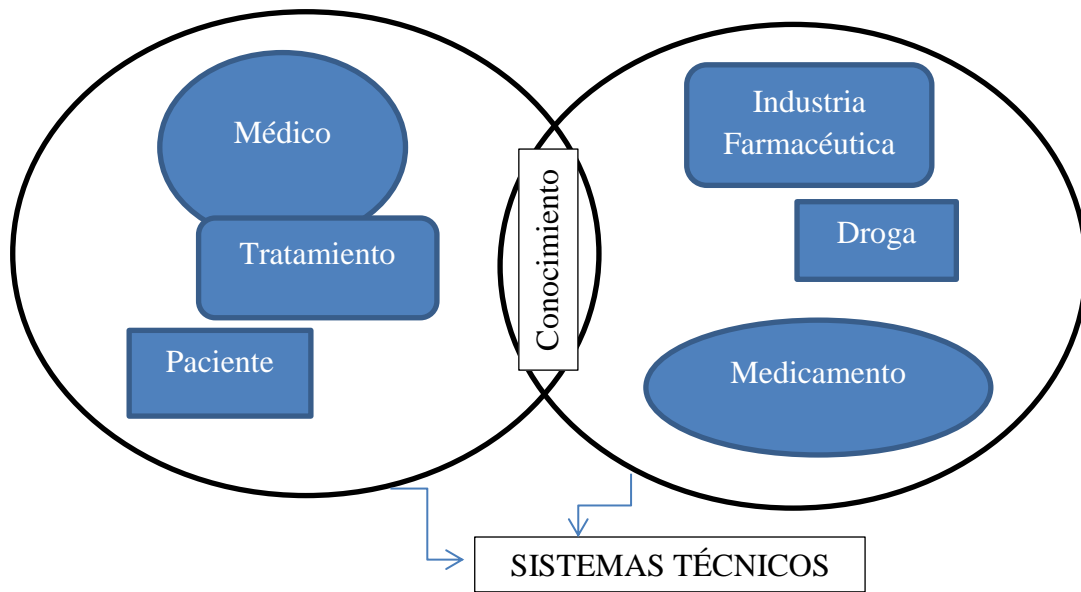 Médico
Tratamiento
Paciente
Conocimiento
Industria
Farmacéutica
Droga
Medicamento
SISTEMAS TÉCNICOS